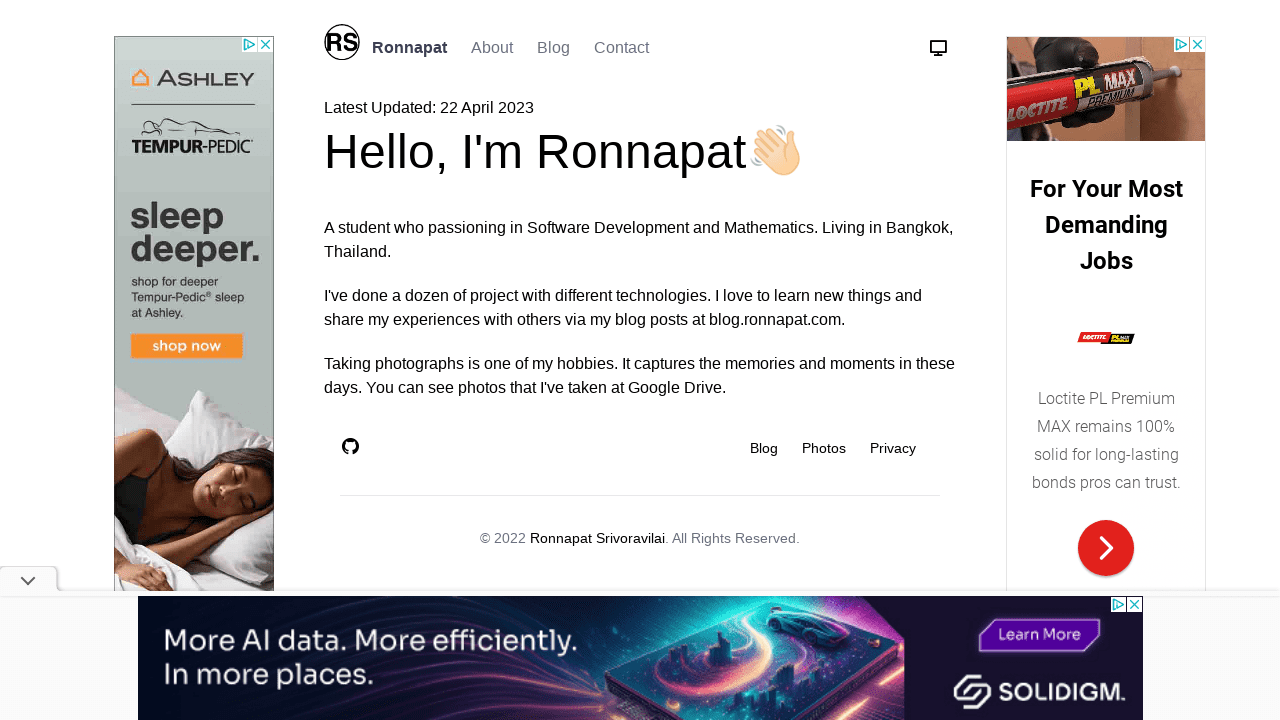 RS
Ronnapat About Blog Contact
Latest Updated: 22 April 2023
Hello, I'm Ronnapat👋🏻
A student who passioning in Software Development and Mathematics. Living in Bangkok,
Thailand.
I've done a dozen of project with different technologies. I love to learn new things and
share my experiences with others via my blog posts at blog.ronnapat.com.
Taking photographs is one of my hobbies. It captures the memories and moments in these
days. You can see photos that I've taken at Google Drive.
Blog Photos Privacy
© 2022 Ronnapat Srivoravilai. All Rights Reserved.
ASHLEY
TEMPUR-PEDIC®
sleep
deeper.
shop for deeper
Tempur-Pedic® sleep
at Ashley.
shop now
LOCTITE PL MAX
PREMIUM
For Your Most
Demanding
Jobs
LOCTITE PL
Loctite PL Premium
MAX remains 100%
solid for long-lasting
bonds pros can trust.
More AI data. More efficiently.
In more places.
Learn More
SOLIDIGM.